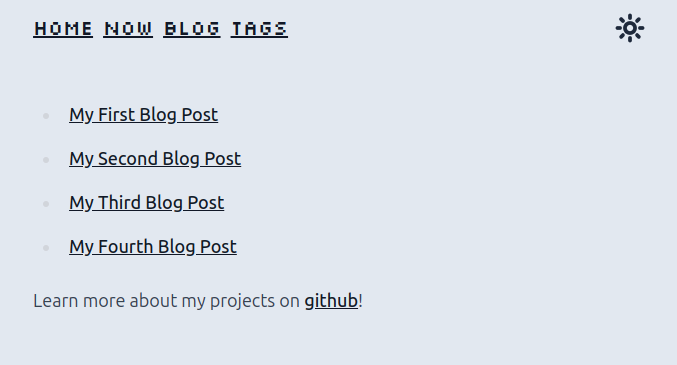 HOME NOW BLOG TAGS
My First Blog Post
My Second Blog Post
My Third Blog Post
My Fourth Blog Post
Learn more about my projects on github!